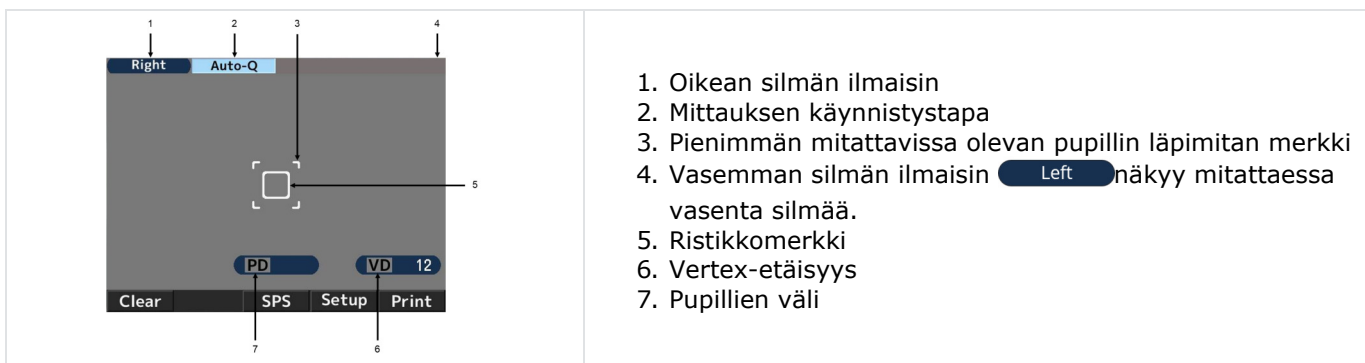 1 2 3 4
Right Auto-Q
5
PD VD 12
Clear SPS Setup Print
7 6
1. Oikean silmän ilmaisin
2. Mittauksen käynnistystapa
3. Pienimmän mitattavissa olevan pupillin läpimitan merkki
4. Vasemman silmän ilmaisin Left näkyy mitattaessa
vasenta silmää.
5. Ristikkomerkki
6. Vertex-etäisyys
7. Pupillien väli